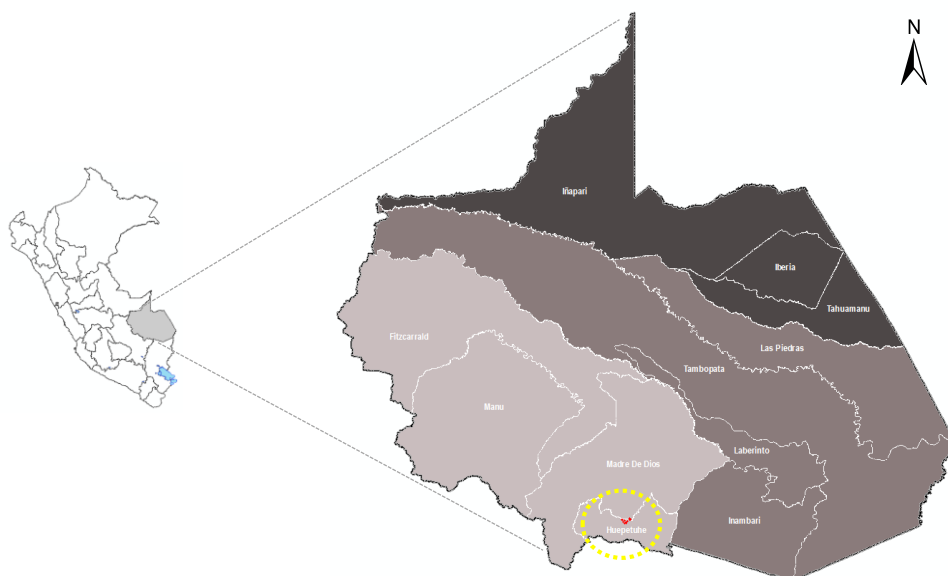 N
Iñapari
Iberia
Tahuamanu
Las Piedras
Fitzcarrald
Tambopata
Manu
Laberinto
Madre De Dios
Inambari
Huepetuhe